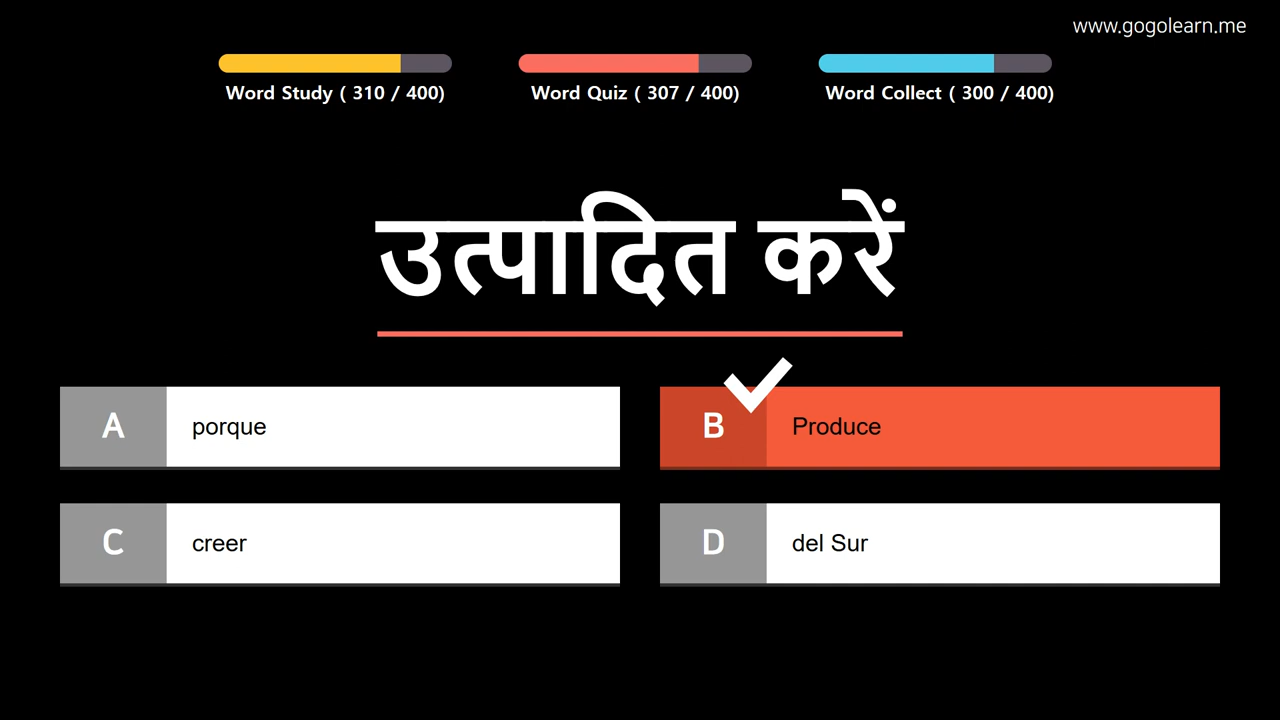 www.gogolearn.me
Word Study ( 310 / 400)
Word Quiz ( 307 / 400)
Word Collect ( 300 / 400)
उत्पादित करें
A porque
B Produce
C creer
D del Sur